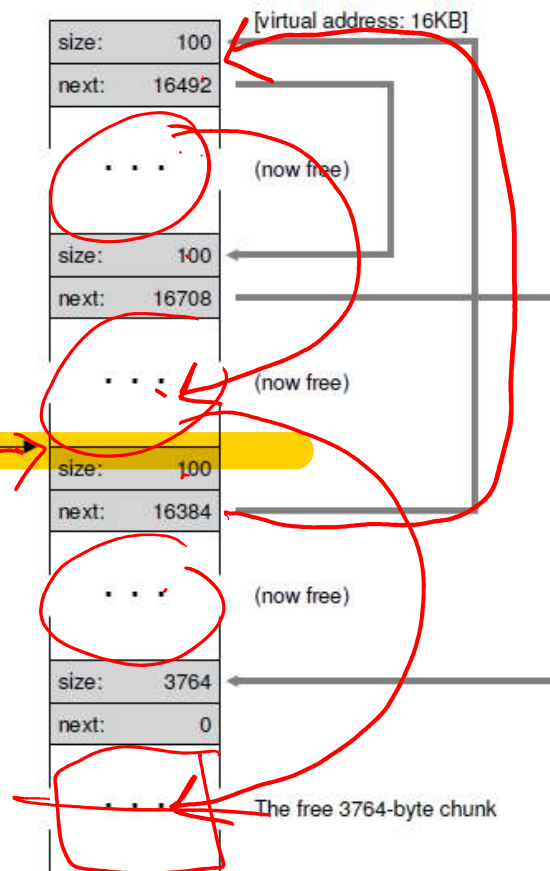 [virtual address: 16KB]
size: 100
next: 16492
. . .
(now free)
size: 100
next: 16708
. . .
(now free)
size: 100
next: 16384
. . .
(now free)
size: 3764
next: 0
. . .
The free 3764-byte chunk